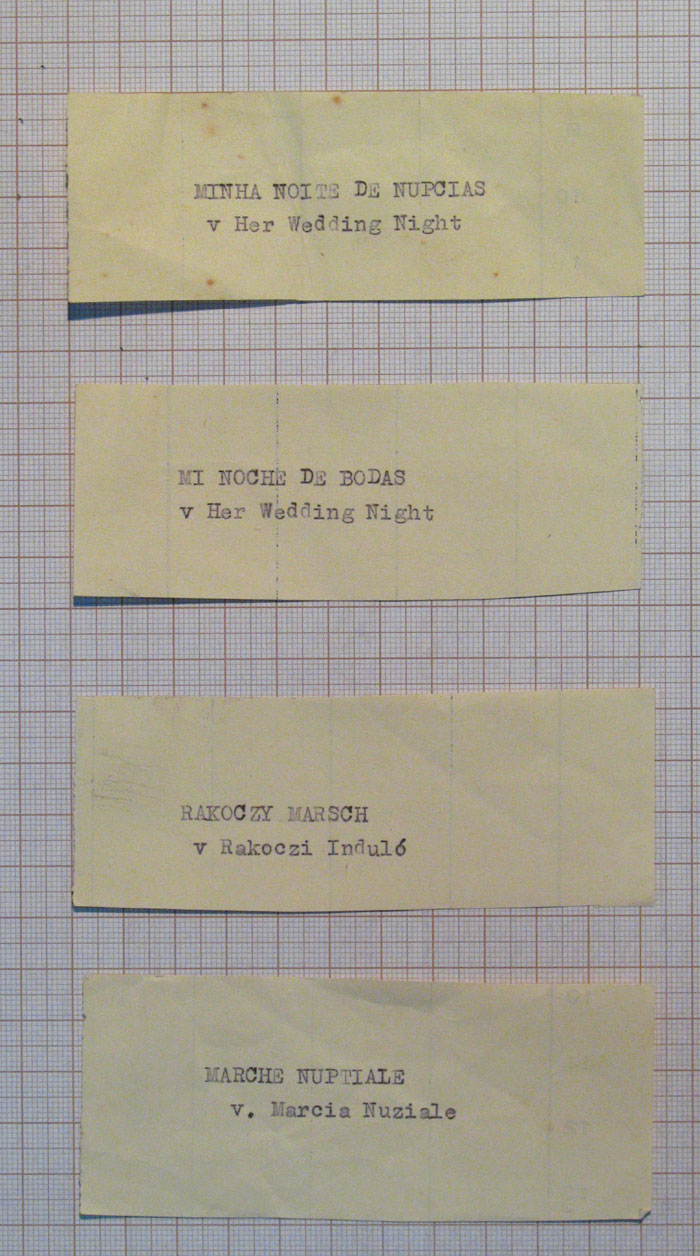 MINHA NOITE DE NUPCIAS
v Her Wedding Night
MI NOCHE DE BODAS
v Her Wedding Night
RAKOCZY MARSCH
v Rakoczi Induló
MARCHE NUPTIALE
v. Marcia Nuziale